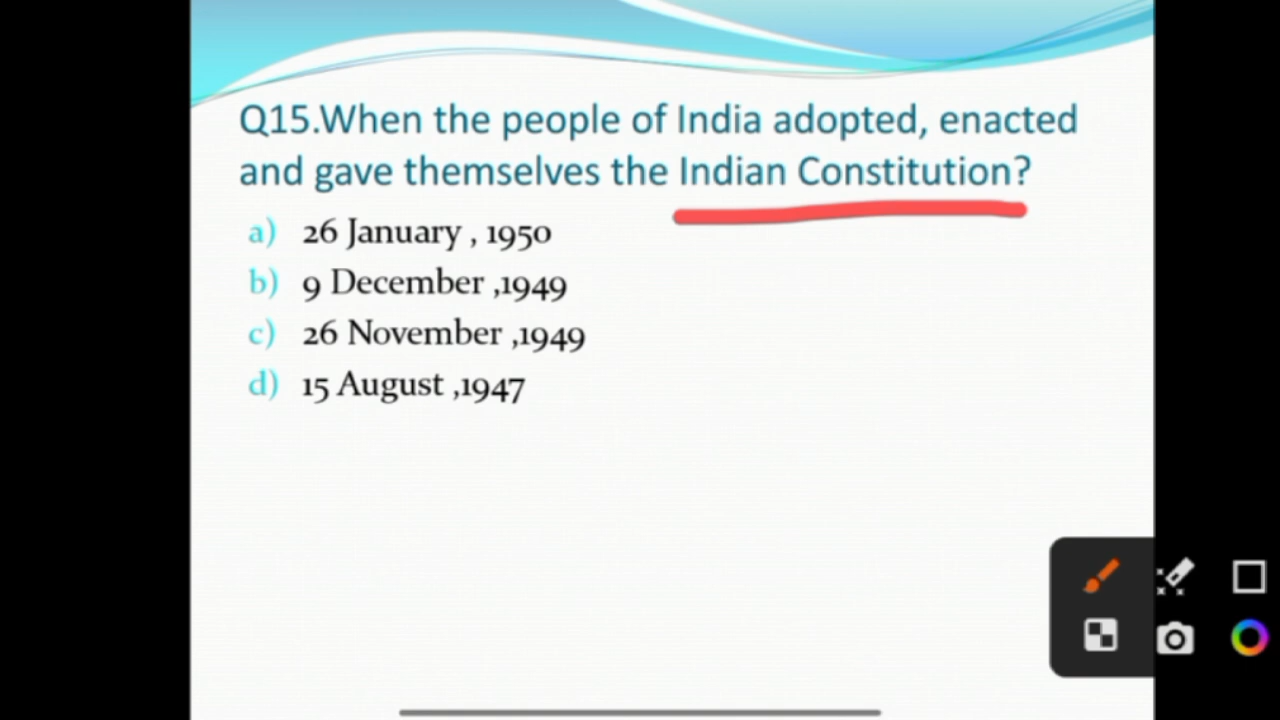 Q15.When the people of India adopted, enacted
and gave themselves the Indian Constitution?
a) 26 January , 1950
b) 9 December ,1949
c) 26 November ,1949
d) 15 August ,1947